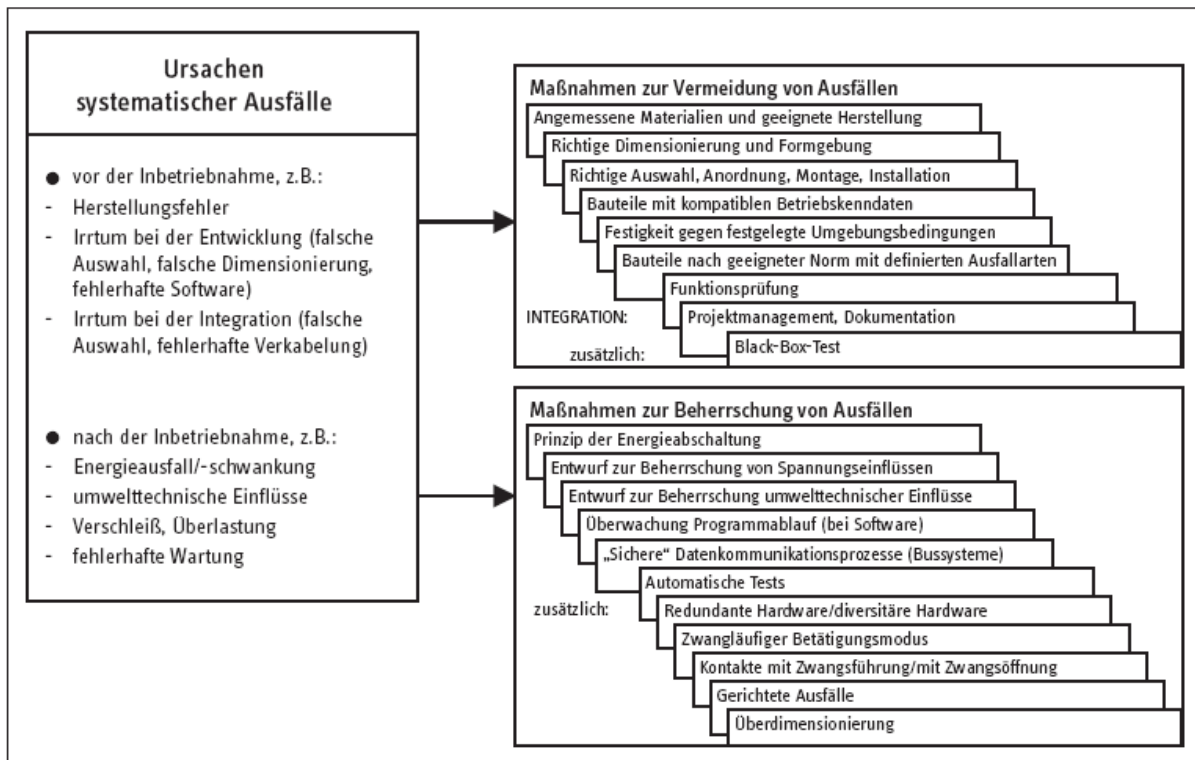 Ursachen
systematischer Ausfälle
● vor der Inbetriebnahme, z.B.:
- Herstellungsfehler
- Irrtum bei der Entwicklung (falsche
Auswahl, falsche Dimensionierung,
fehlerhafte Software)
- Irrtum bei der Integration (falsche
Auswahl, fehlerhafte Verkabelung)
● nach der Inbetriebnahme, z.B.:
- Energieausfall/-schwankung
- umwelttechnische Einflüsse
- Verschleiß, Überlastung
- fehlerhafte Wartung
Maßnahmen zur Vermeidung von Ausfällen
Angemessene Materialien und geeignete Herstellung
Richtige Dimensionierung und Formgebung
Richtige Auswahl, Anordnung, Montage, Installation
Bauteile mit kompatiblen Betriebskenndaten
Festigkeit gegen festgelegte Umgebungsbedingungen
Bauteile nach geeigneter Norm mit definierten Ausfallarten
Funktionsprüfung
INTEGRATION: Projektmanagement, Dokumentation
zusätzlich: Black-Box-Test
Maßnahmen zur Beherrschung von Ausfällen
Prinzip der Energieabschaltung
Entwurf zur Beherrschung von Spannungseinflüssen
Entwurf zur Beherrschung umwelttechnischer Einflüsse
Überwachung Programmablauf (bei Software)
„Sichere“ Datenkommunikationsprozesse (Bussysteme)
Automatische Tests
zusätzlich: Redundante Hardware/diversitäre Hardware
Zwangläufiger Betätigungsmodus
Kontakte mit Zwangsführung/mit Zwangsöffnung
Gerichtete Ausfälle
Überdimensionierung